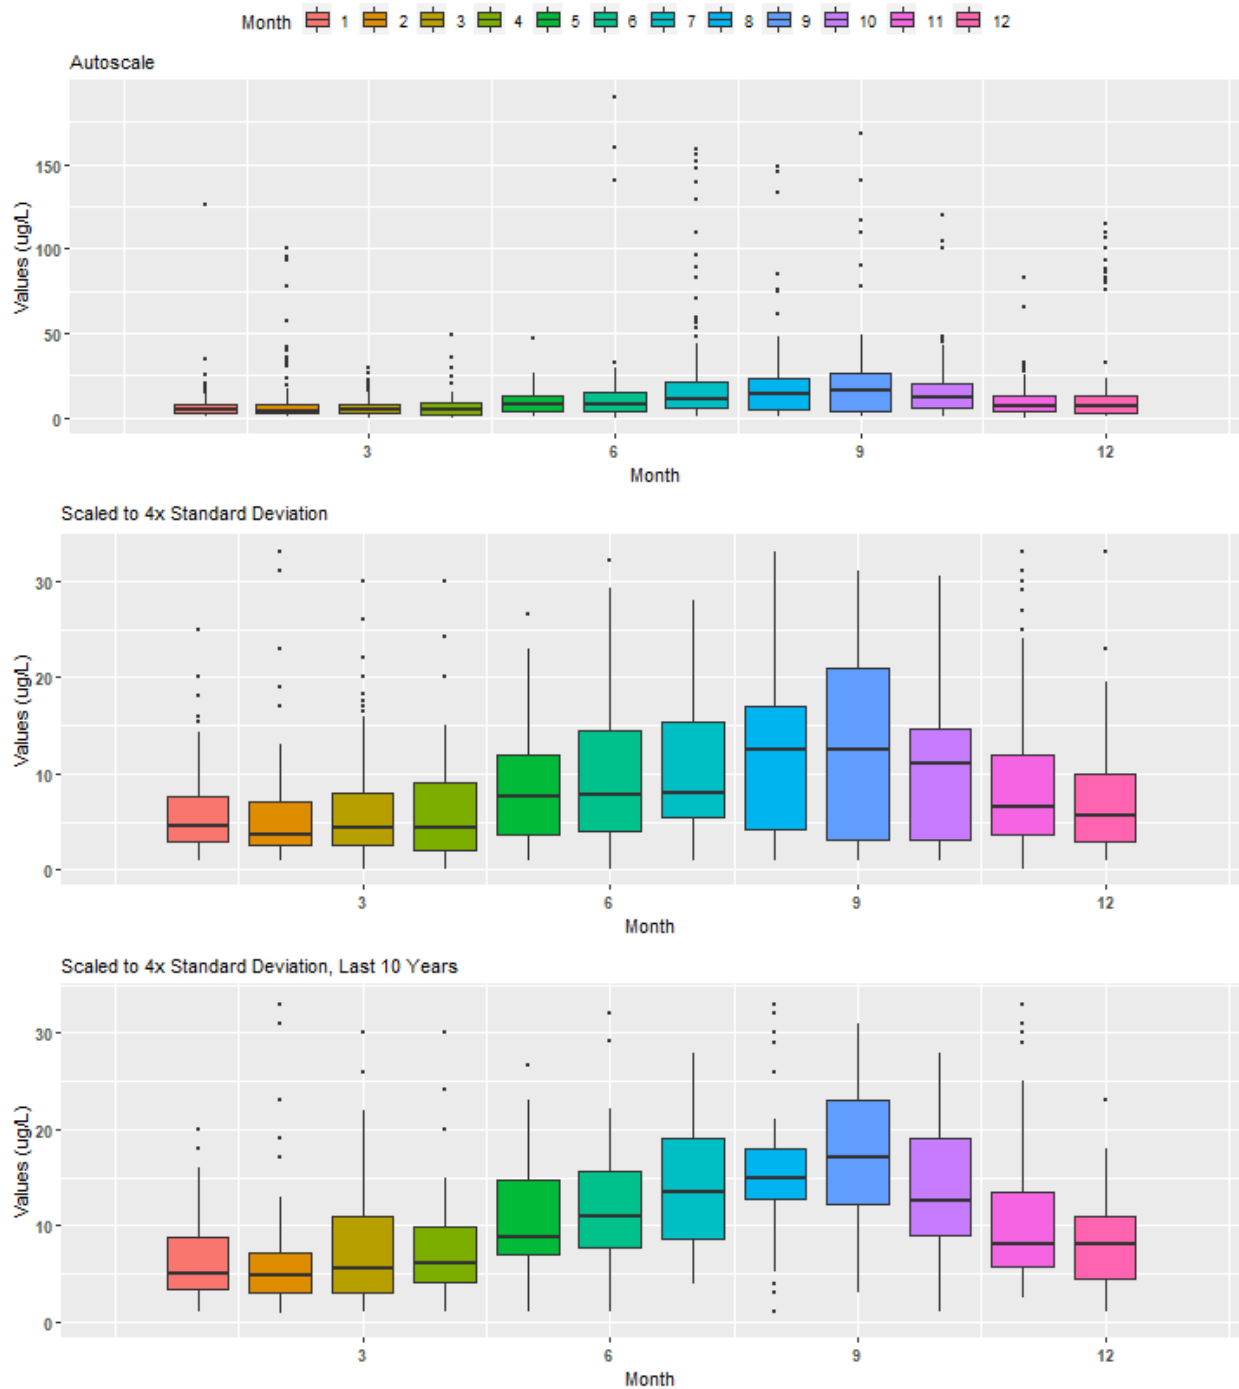 Month 1 2 3 4 5 6 7 8 9 10 11 12
Autoscale
Values (ug/L)
150
100
50
0
3 6 9 12
Month
Scaled to 4x Standard Deviation
Values (ug/L)
30
20
10
0
3 6 9 12
Month
Scaled to 4x Standard Deviation, Last 10 Years
Values (ug/L)
30
20
10
0
3 6 9 12
Month